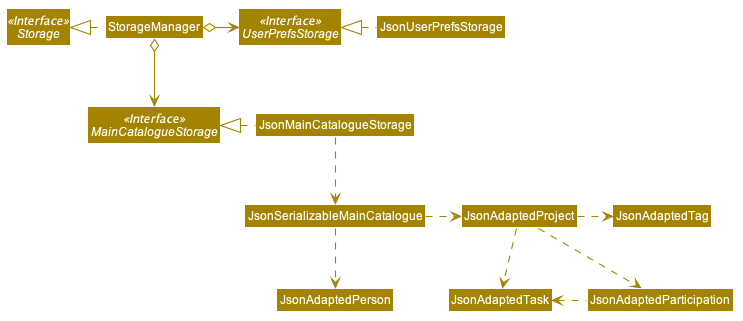 «Interface»
Storage
StorageManager
«Interface»
UserPrefsStorage
JsonUserPrefsStorage
«Interface»
MainCatalogueStorage
JsonMainCatalogueStorage
JsonSerializableMainCatalogue
JsonAdaptedProject
JsonAdaptedTag
JsonAdaptedPerson
JsonAdaptedTask
JsonAdaptedParticipation